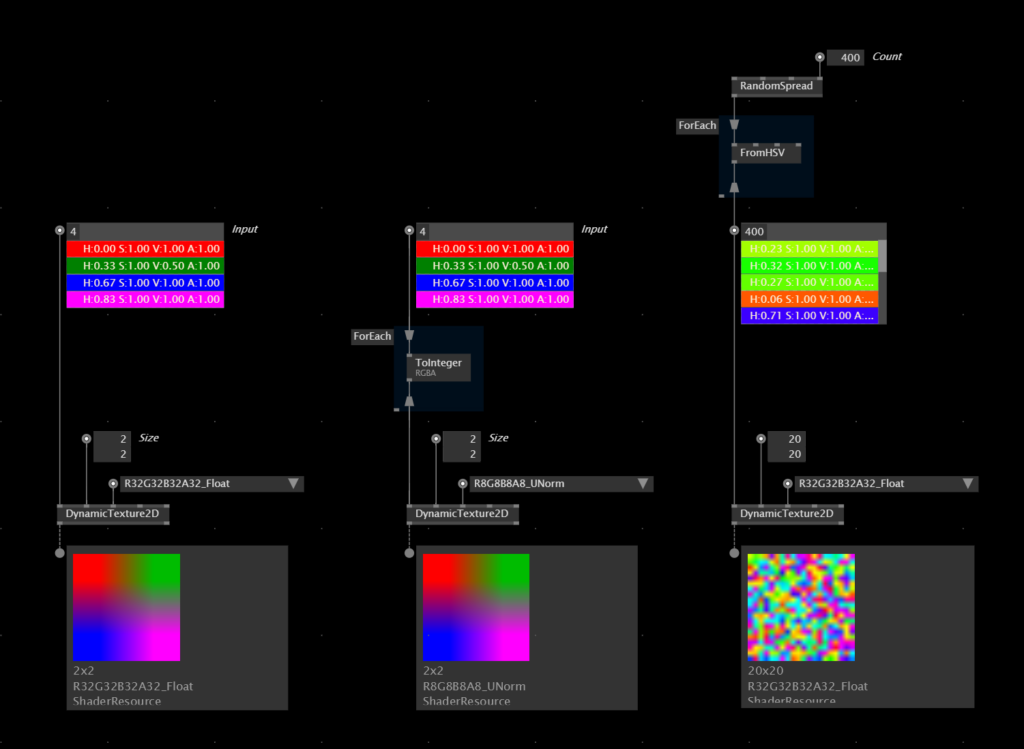 400 Count
RandomSpread
ForEach
FromHSV
4 Input
H:0.00 S:1.00 V:1.00 A:1.00
H:0.33 S:1.00 V:0.50 A:1.00
H:0.67 S:1.00 V:1.00 A:1.00
H:0.83 S:1.00 V:1.00 A:1.00
4 Input
H:0.00 S:1.00 V:1.00 A:1.00
H:0.33 S:1.00 V:0.50 A:1.00
H:0.67 S:1.00 V:1.00 A:1.00
H:0.83 S:1.00 V:1.00 A:1.00
400
H:0.23 S:1.00 V:1.00 A:...
H:0.32 S:1.00 V:1.00 A:...
H:0.27 S:1.00 V:1.00 A:...
H:0.06 S:1.00 V:1.00 A:...
H:0.71 S:1.00 V:1.00 A:...
ForEach
ToInteger
RGBA
2 Size
2
2 Size
2
20
20
R32G32B32A32_Float
R8G8B8A8_UNorm
R32G32B32A32_Float
DynamicTexture2D
DynamicTexture2D
DynamicTexture2D
2x2
R32G32B32A32_Float
ShaderResource
2x2
R8G8B8A8_UNorm
ShaderResource
20x20
R32G32B32A32_Float
ShaderResource